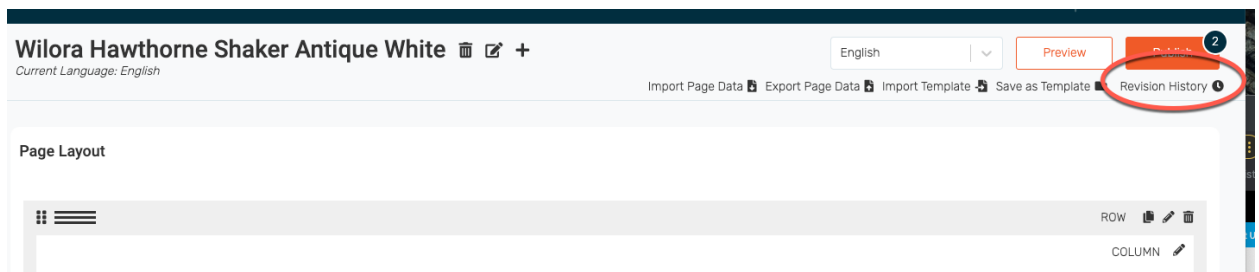 Wilora Hawthorne Shaker Antique White
Current Language: English
English
Preview
Publish
2
Import Page Data Export Page Data Import Template Save as Template Revision History
Page Layout
ROW
COLUMN